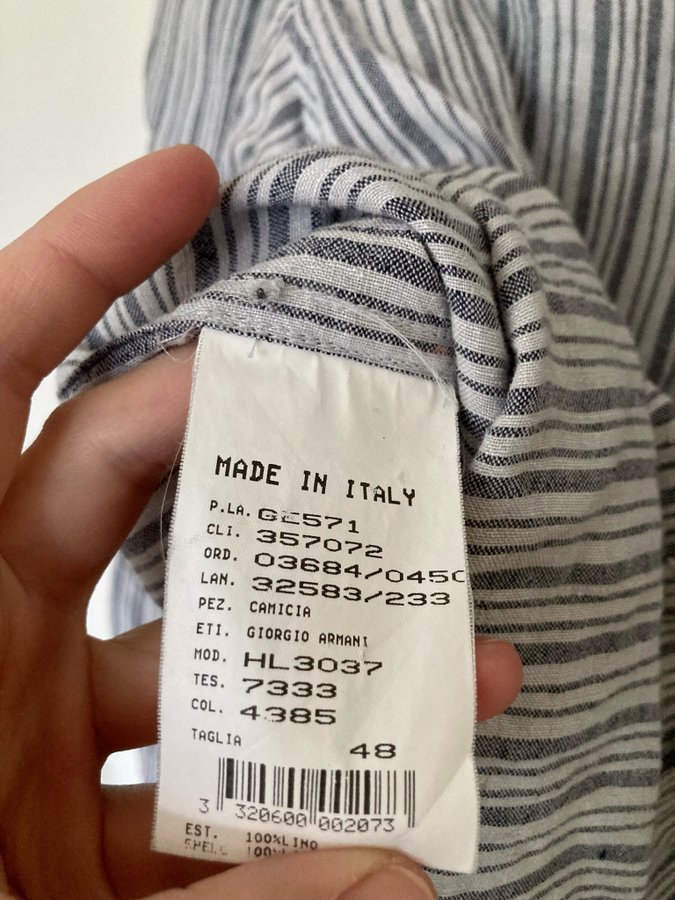 MADE IN ITALY
P.LA. GE571
CLI. 357072
ORD. 03684/0450
LAN. 32583/233
PEZ. CAMICIA
ETI. GIORGIO ARMANI
MOD. HL3037
TES. 7333
COL. 4385
TAGLIA 48
3 320600 002073
EST. 100%LINO
SHELL